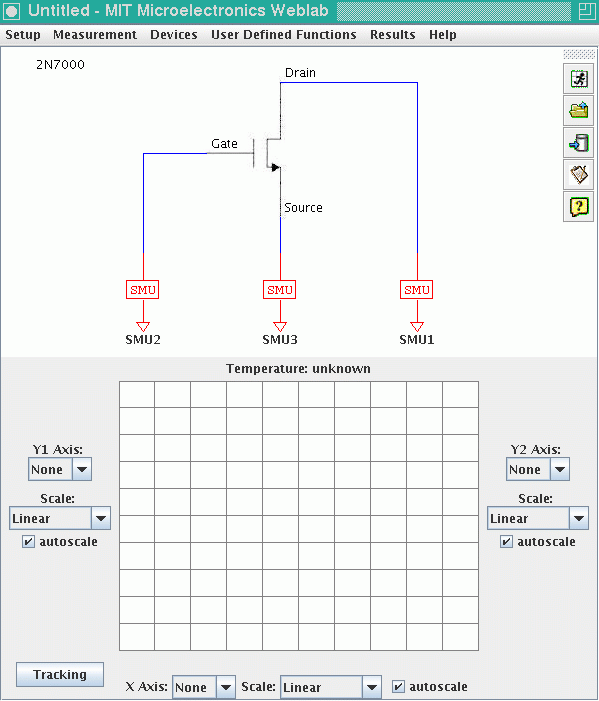 Untitled - MIT Microelectronics Weblab
Setup Measurement Devices User Defined Functions Results Help
2N7000
Drain
Gate
Source
SMU SMU SMU
SMU2 SMU3 SMU1
Temperature: unknown
Y1 Axis:
None
Scale:
Linear
autoscale
Y2 Axis:
None
Scale:
Linear
autoscale
Tracking
X Axis: None Scale: Linear autoscale